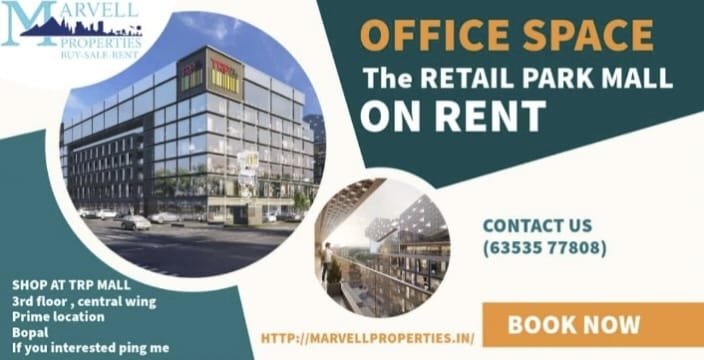 MARVELL
PROPERTIES
BUY-SALE-RENT
OFFICE SPACE
The RETAIL PARK MALL
ON RENT
TRP
CONTACT US
(63535 77808)
SHOP AT TRP MALL
3rd floor , central wing
Prime location
Bopal
If you interested ping me
HTTP://MARVELLPROPERTIES.IN/
BOOK NOW